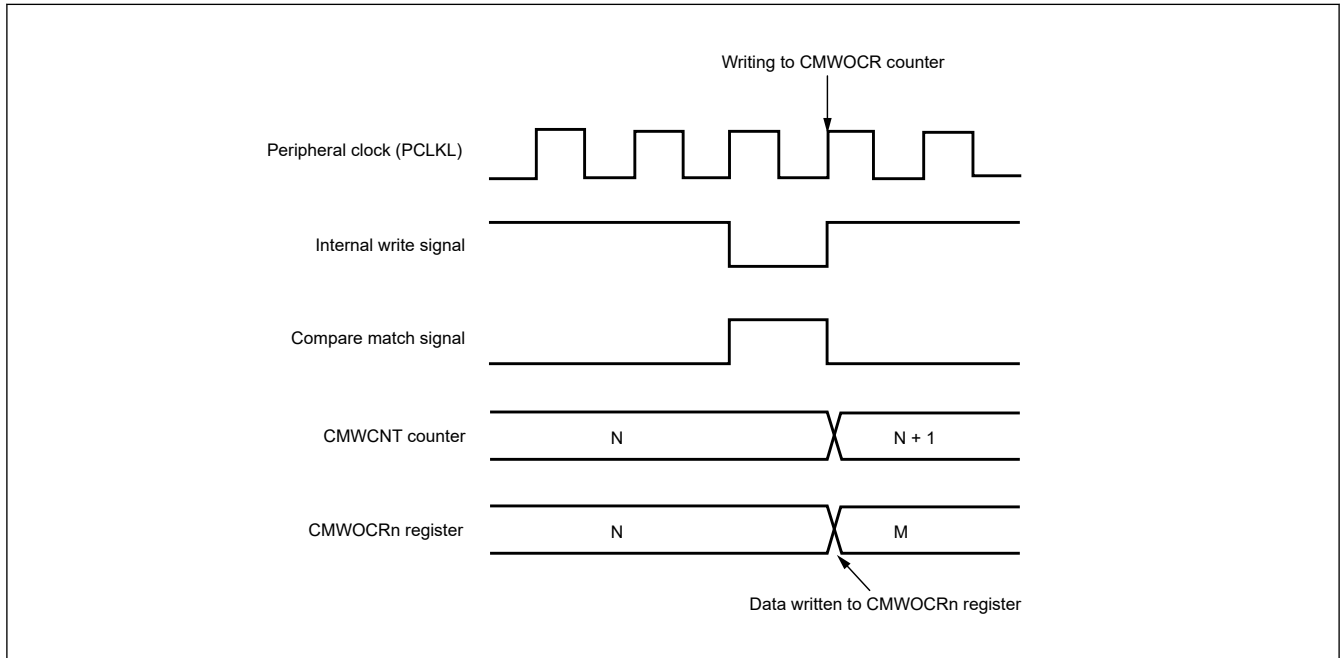 Writing to CMWOCR counter
Peripheral clock (PCLKL)
Internal write signal
Compare match signal
CMWCNT counter
N
N + 1
CMWOCRn register
N
M
Data written to CMWOCRn register